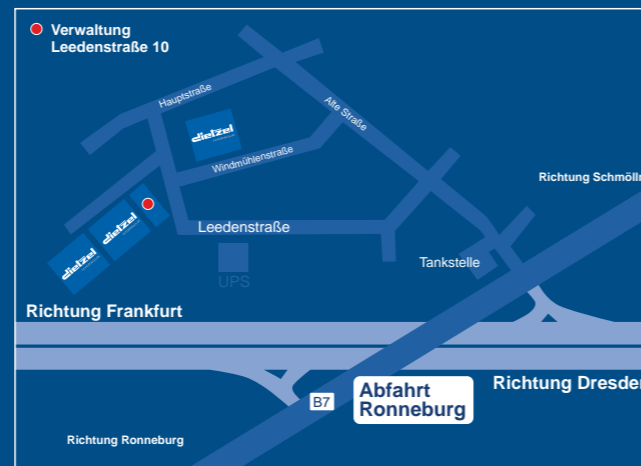 Verwaltung
Leedenstraße 10
Hauptstraße
Alte Straße
dietzel
Windmühlenstraße
Richtung Schmölln
dietzel
dietzel
Leedenstraße
Tankstelle
UPS
Richtung Frankfurt
Richtung Dresden
Abfahrt
Ronneburg
B7
Richtung Ronneburg